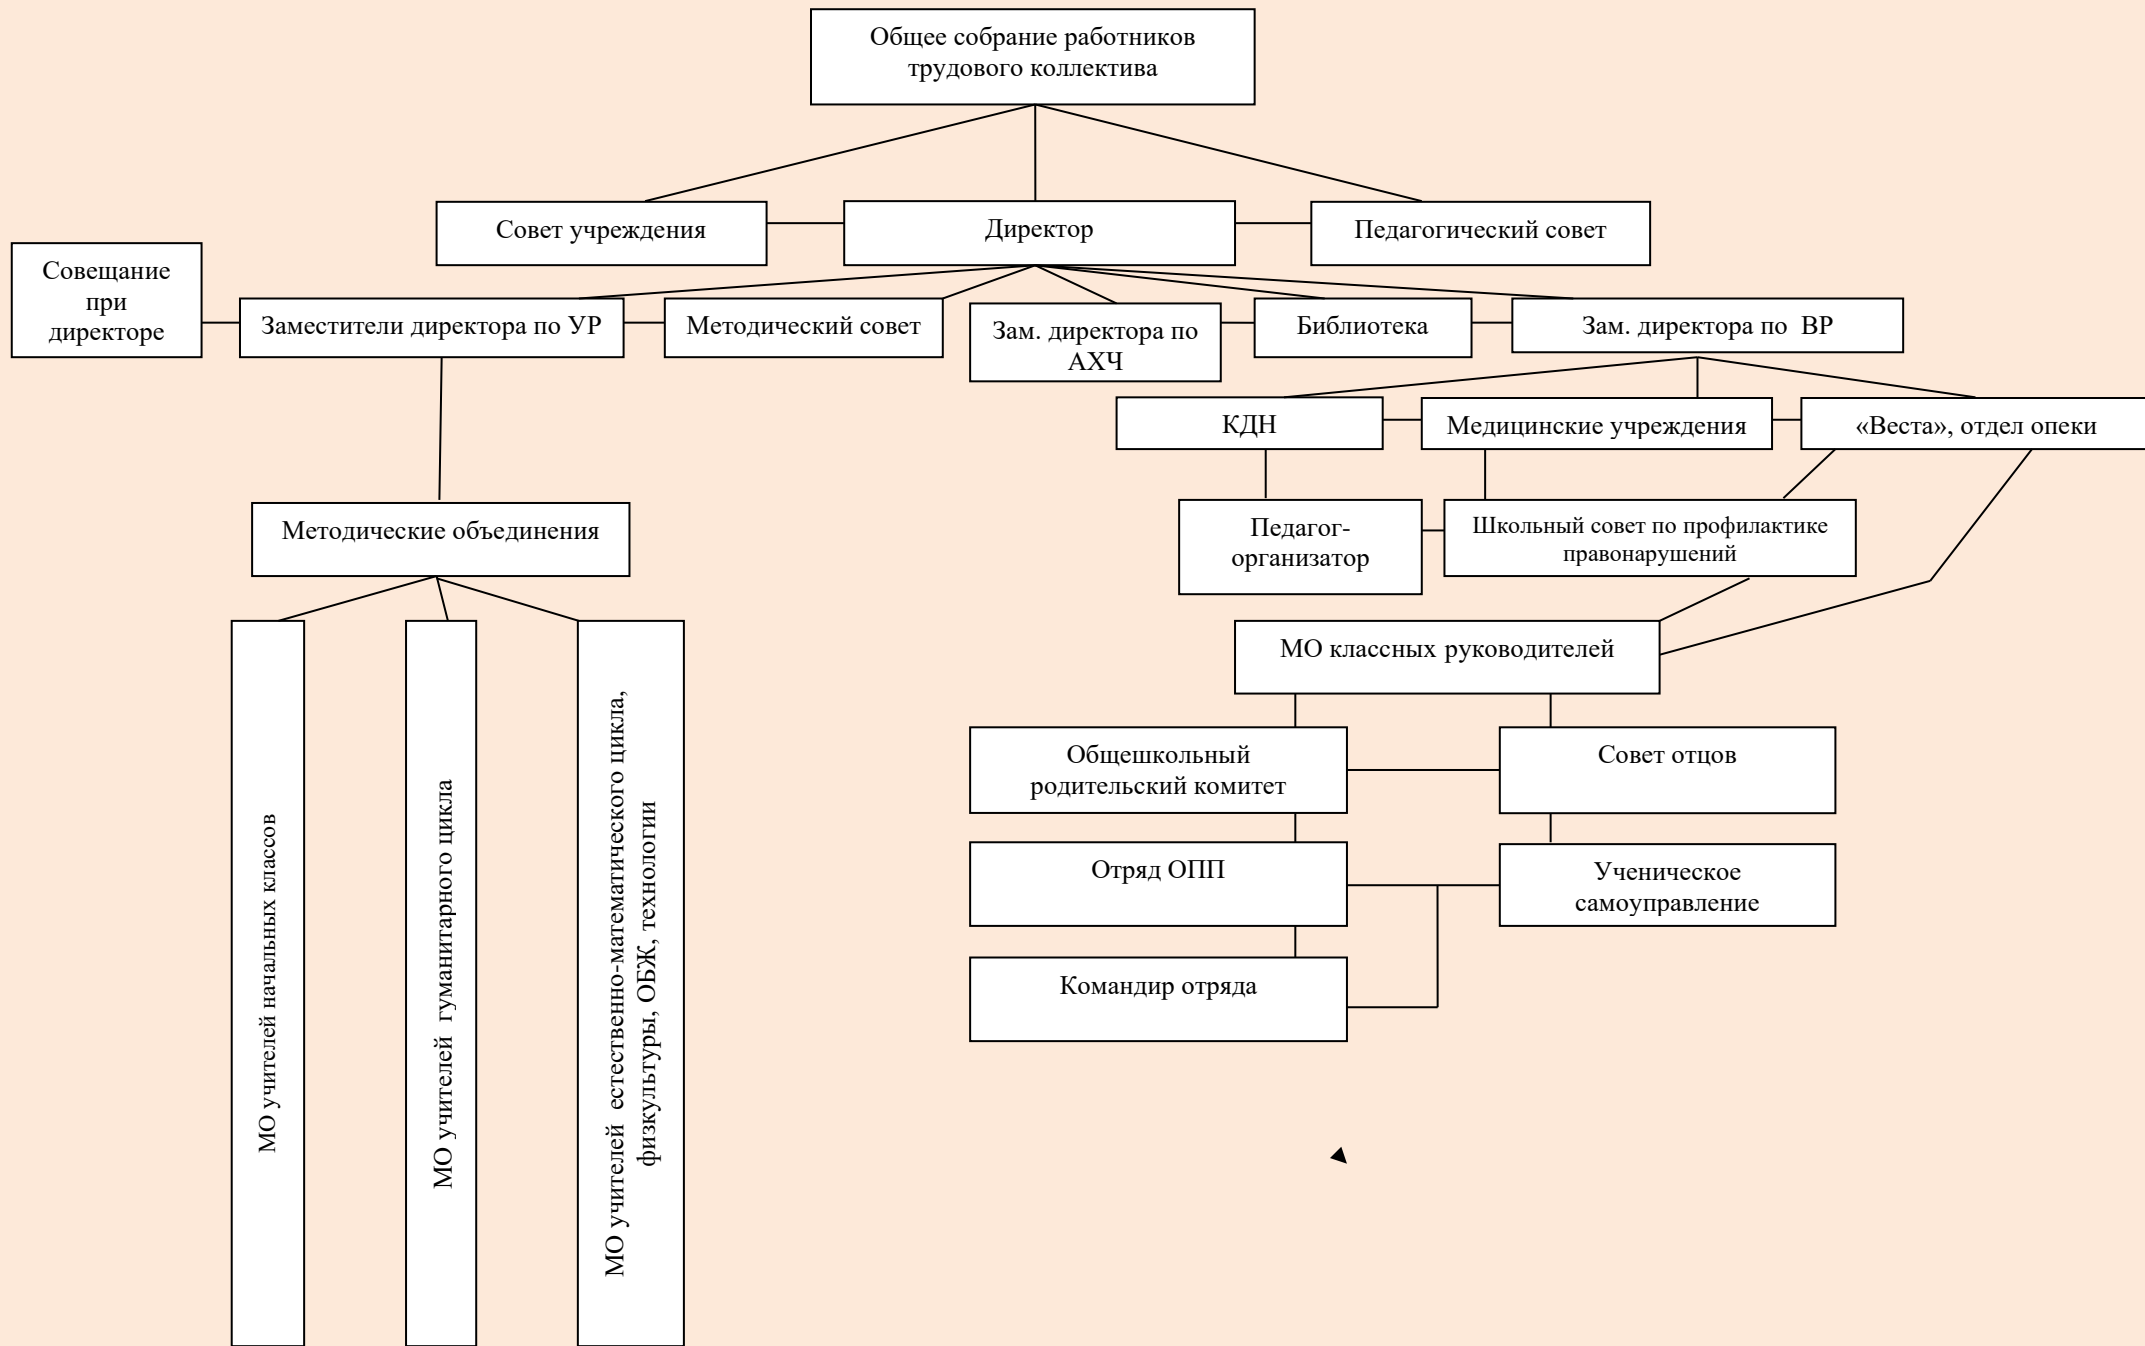 Общее собрание работников
трудового коллектива
Совет учреждения
Директор
Педагогический совет
Совещание
при
директоре
Заместители директора по УР
Методический совет
Зам. директора по
АХЧ
Библиотека
Зам. директора по  ВР
КДН
Медицинские учреждения
«Веста», отдел опеки
Методические объединения
Педагог-
организатор
Школьный совет по профилактике
правонарушений
МО классных руководителей
Общешкольный
родительский комитет
Совет отцов
Отряд ОПП
Ученическое
самоуправление
Командир отряда
МО учителей начальных классов
МО учителей  гуманитарного цикла
МО учителей  естественно-математического цикла,
физкультуры, ОБЖ, технологии